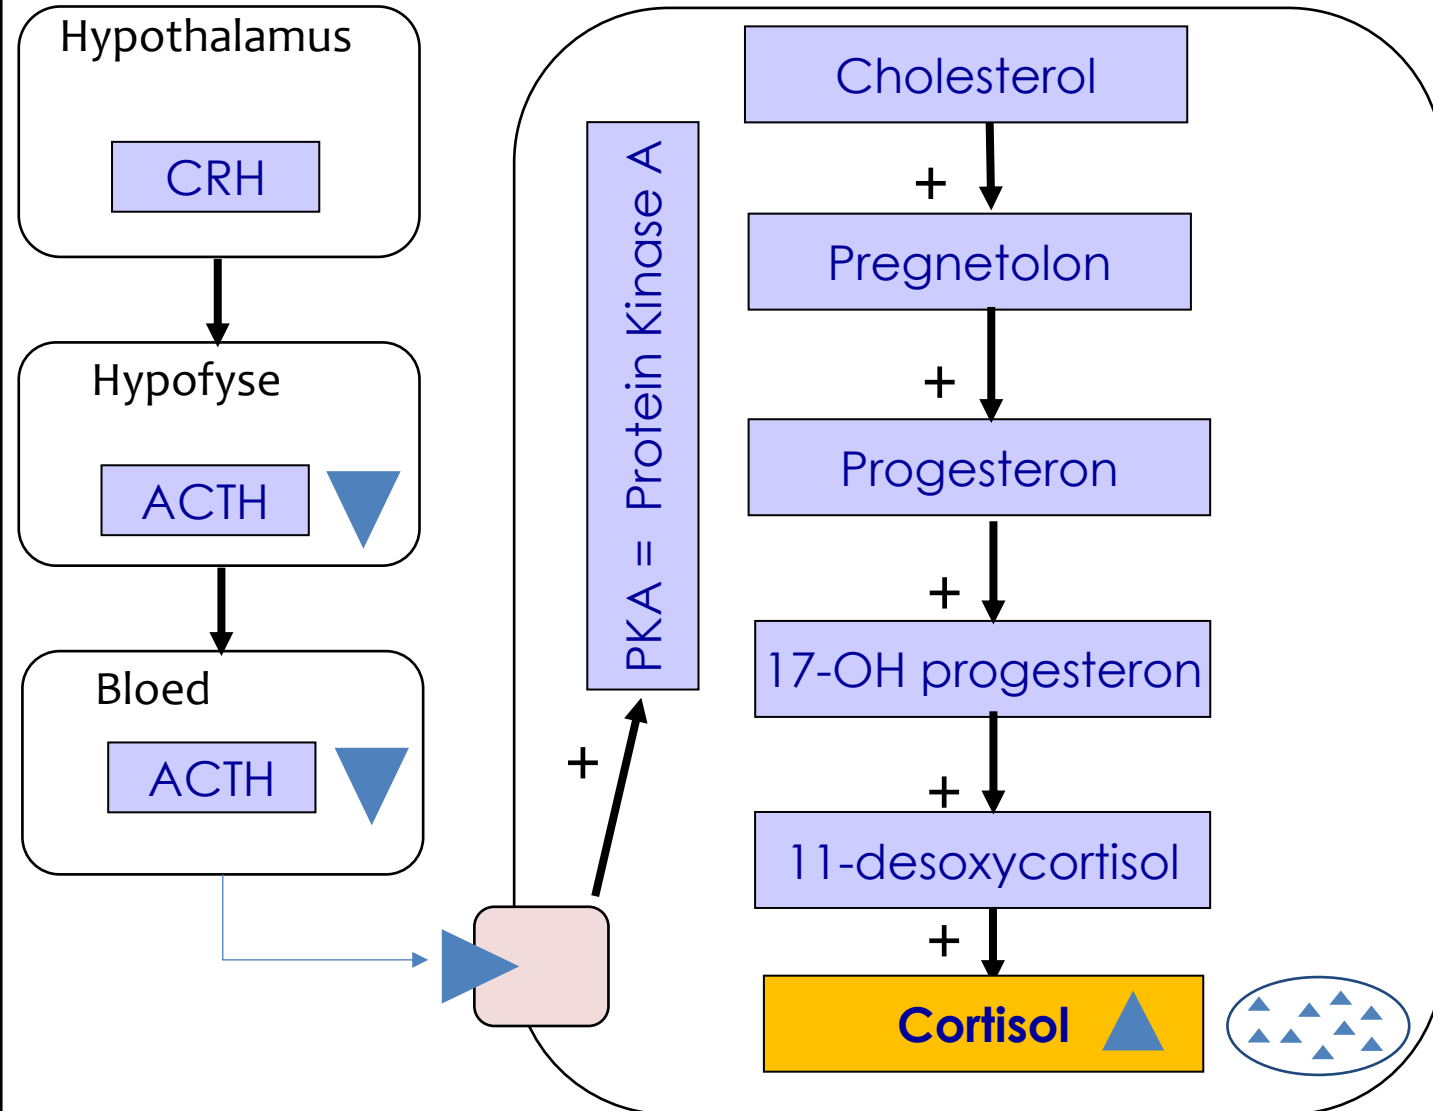 Hypothalamus
CRH
Hypofyse
ACTH
Bloed
ACTH
+
PKA = Protein Kinase A
Cholesterol
+
Pregnetolon
+
Progesteron
+
17-OH progesteron
+
11-desoxycortisol
+
Cortisol